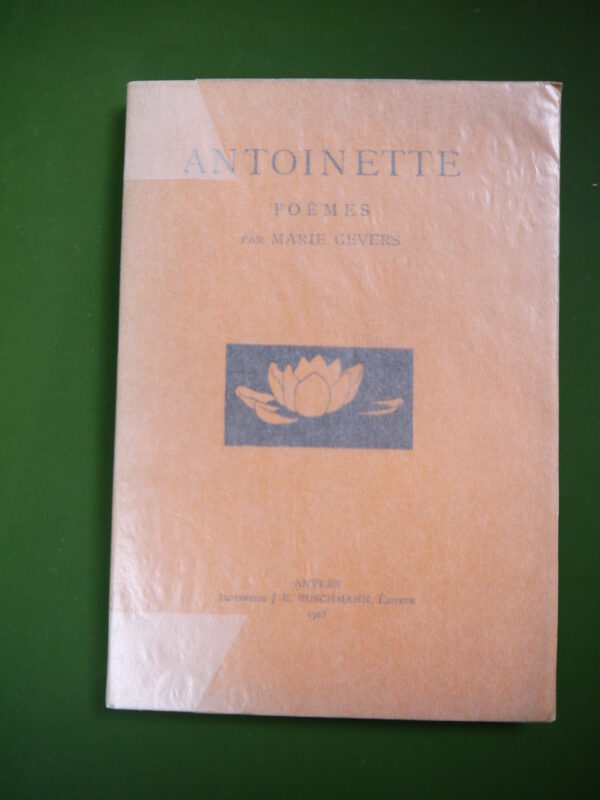 ANTOINETTE
POÈMES
PAR MARIE GEVERS
ANVERS
IMPRIMERIE J.-E. BUSCHMANN, ÉDITEUR